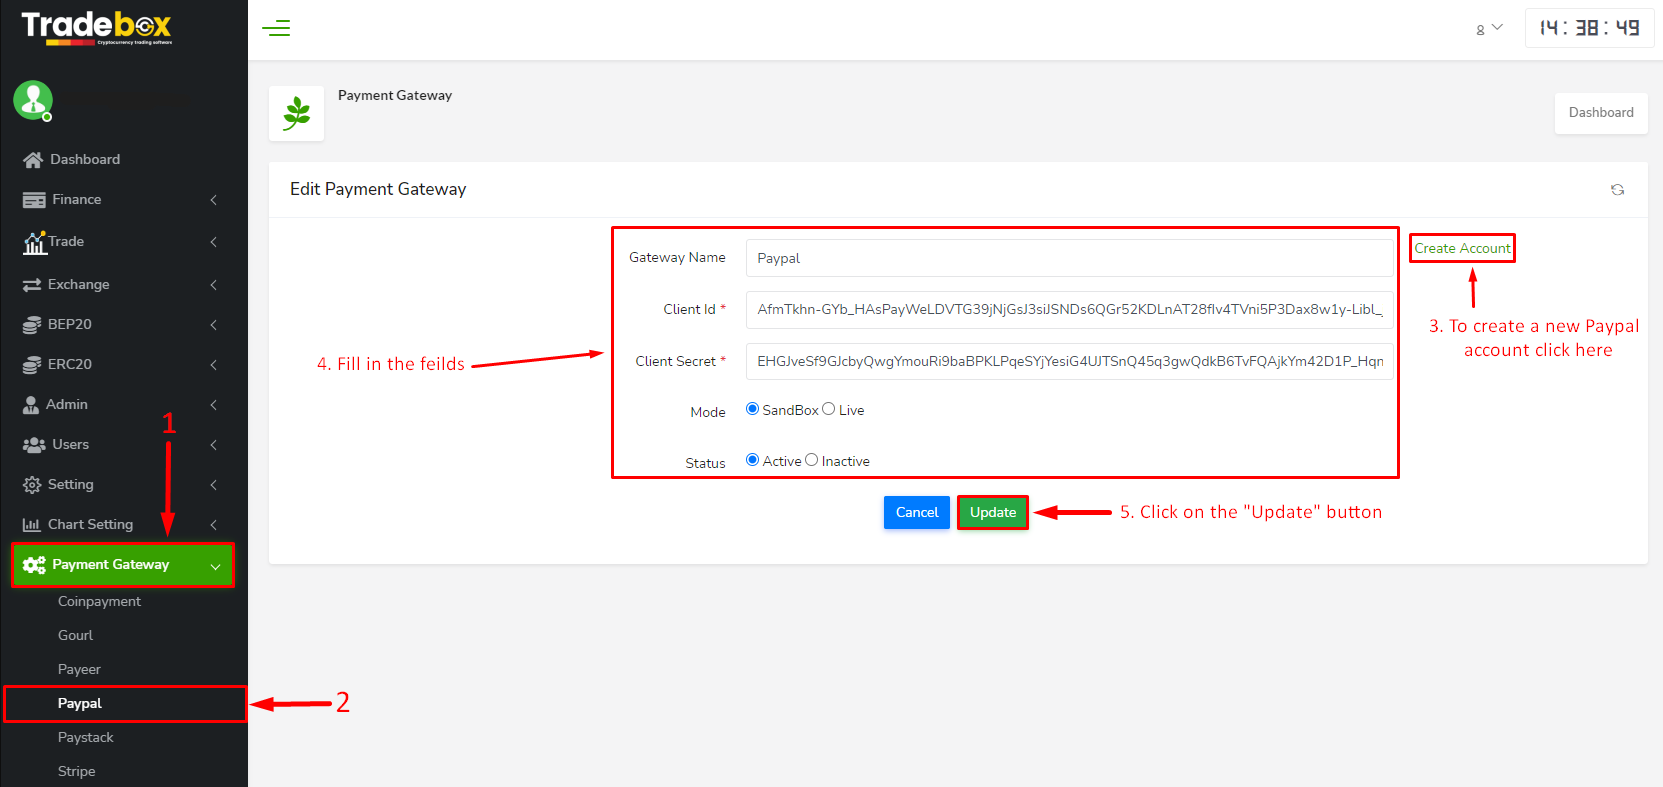 Tradebox
Cryptocurrency trading software
14:38:49
Payment Gateway
Dashboard
Dashboard
Finance
Trade
Exchange
BEP20
ERC20
Admin
Users
Setting
Chart Setting
Payment Gateway
Coinpayment
Gourl
Payeer
Paypal
Paystack
Stripe
1
2
Edit Payment Gateway
Gateway Name Paypal
Client Id * AfmTkhn-GYb_HAsPayWeLDVTG39jNjGsJ3siJSNDs6QGr52KDLnAT28flv4TVni5P3Dax8w1y-Libl_
Client Secret * EHGJveSf9GJcbyQwgYmouRi9baBPKLPqeSYjYesiG4UJTSnQ45q3gwQdkB6TvFQAjkYm42D1P_Hqn
Mode SandBox Live
Status Active Inactive
Cancel Update
Create Account
3. To create a new Paypal
account click here
4. Fill in the feilds
5. Click on the "Update" button